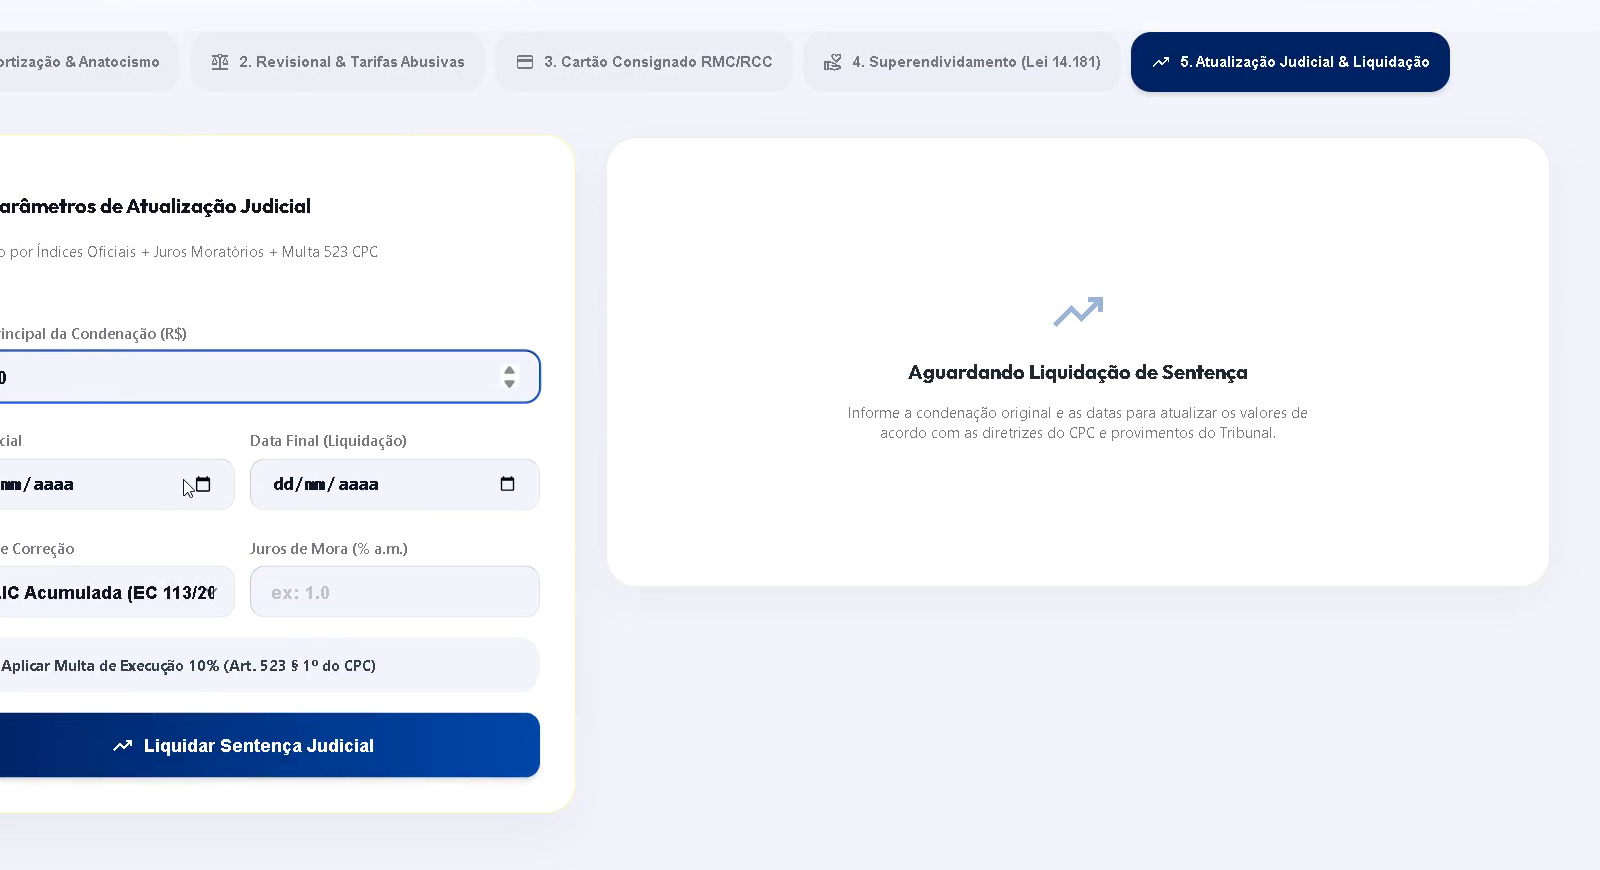 ortização & Anatocismo
2. Revisional & Tarifas Abusivas
3. Cartão Consignado RMC/RCC
4. Superendividamento (Lei 14.181)
5. Atualização Judicial & Liquidação
arâmetros de Atualização Judicial
o por Índices Oficiais + Juros Moratórios + Multa 523 CPC
rincipal da Condenação (R$)
0
cial
Data Final (Liquidação)
mm/aaaa
dd/mm/aaaa
e Correção
Juros de Mora (% a.m.)
LIC Acumulada (EC 113/20
ex: 1.0
Aplicar Multa de Execução 10% (Art. 523 § 1º do CPC)
Liquidar Sentença Judicial
Aguardando Liquidação de Sentença
Informe a condenação original e as datas para atualizar os valores de
acordo com as diretrizes do CPC e provimentos do Tribunal.